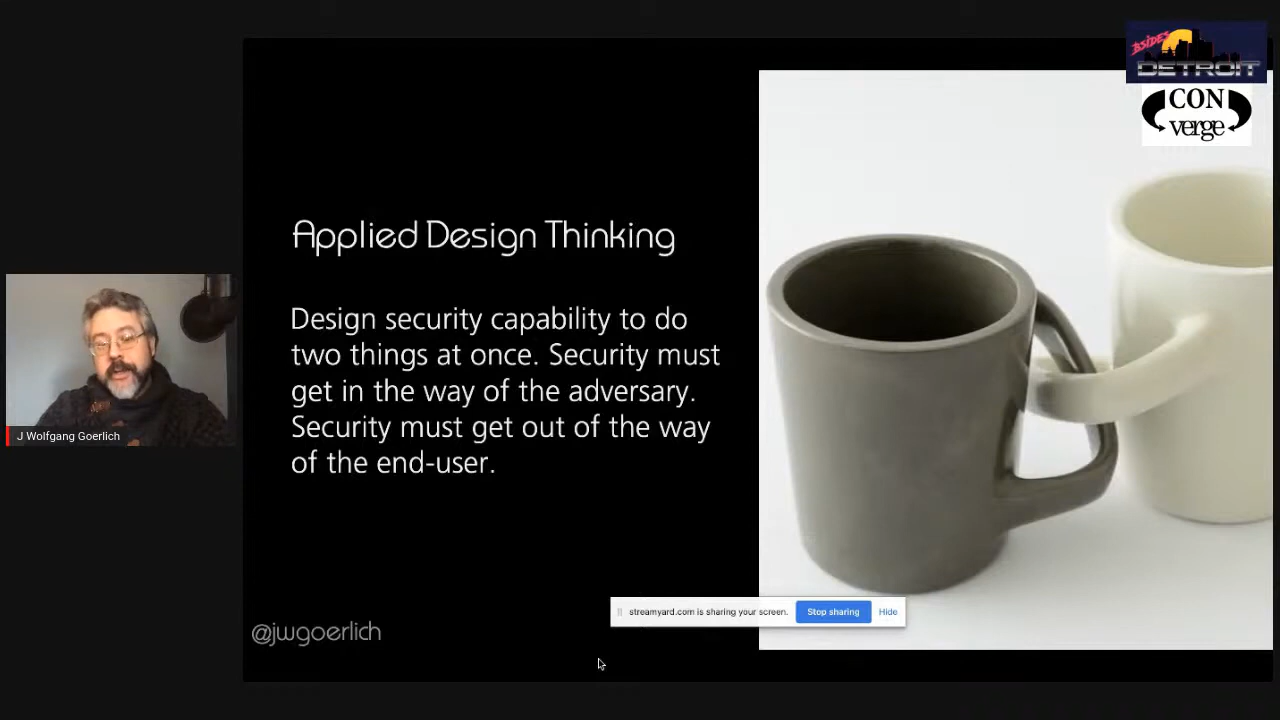 BSIDES
DETROIT
CON
verge
Applied Design Thinking
Design security capability to do
two things at once. Security must
get in the way of the adversary.
Security must get out of the way
of the end-user.
J Wolfgang Goerlich
streamyard.com is sharing your screen.
Stop sharing
Hide
@jwgoerlich